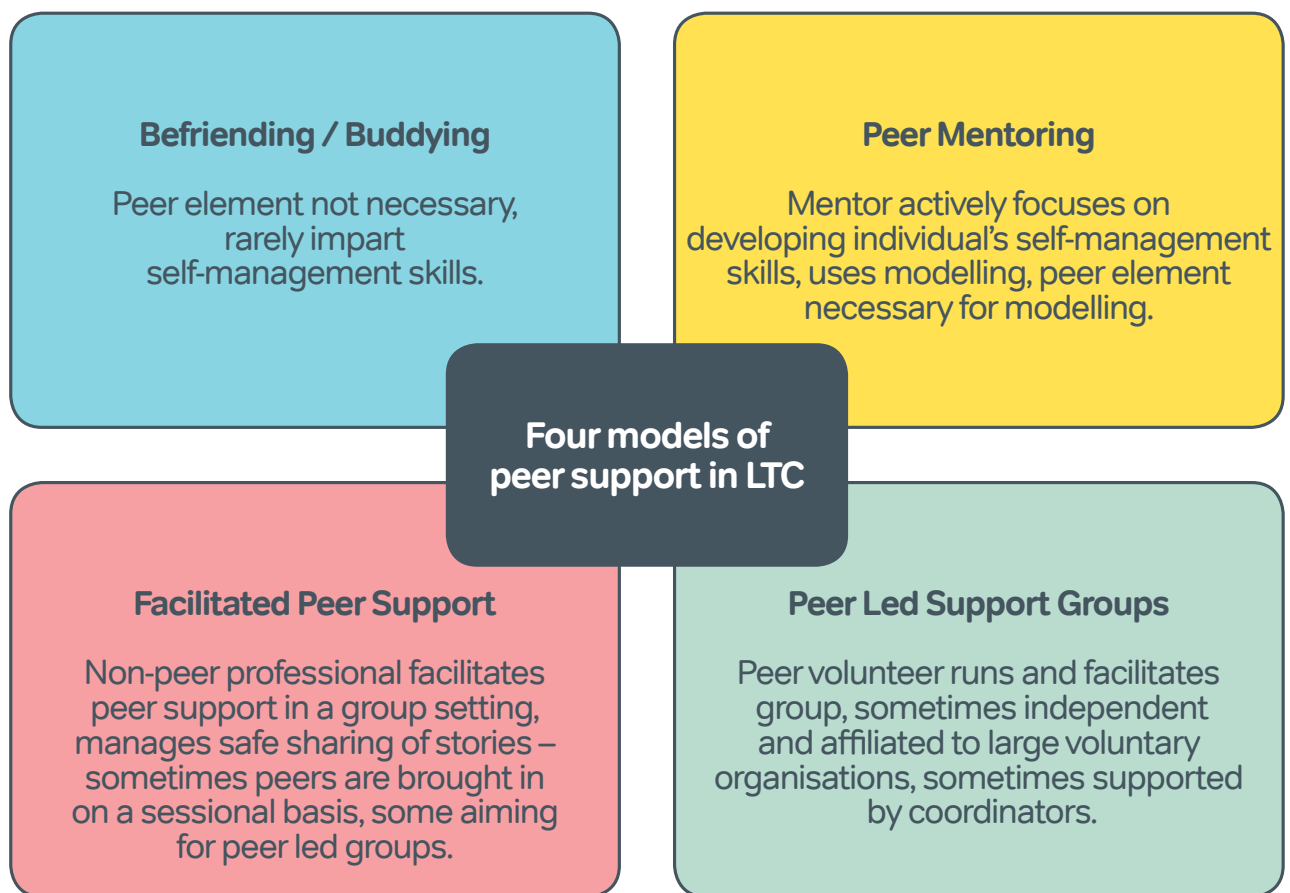 Befriending / Buddying
Peer element not necessary,
rarely impart
self-management skills.
Peer Mentoring
Mentor actively focuses on
developing individual’s self-management
skills, uses modelling, peer element
necessary for modelling.
Four models of
peer support in LTC
Facilitated Peer Support
Non-peer professional facilitates
peer support in a group setting,
manages safe sharing of stories –
sometimes peers are brought in
on a sessional basis, some aiming
for peer led groups.
Peer Led Support Groups
Peer volunteer runs and facilitates
group, sometimes independent
and affiliated to large voluntary
organisations, sometimes supported
by coordinators.